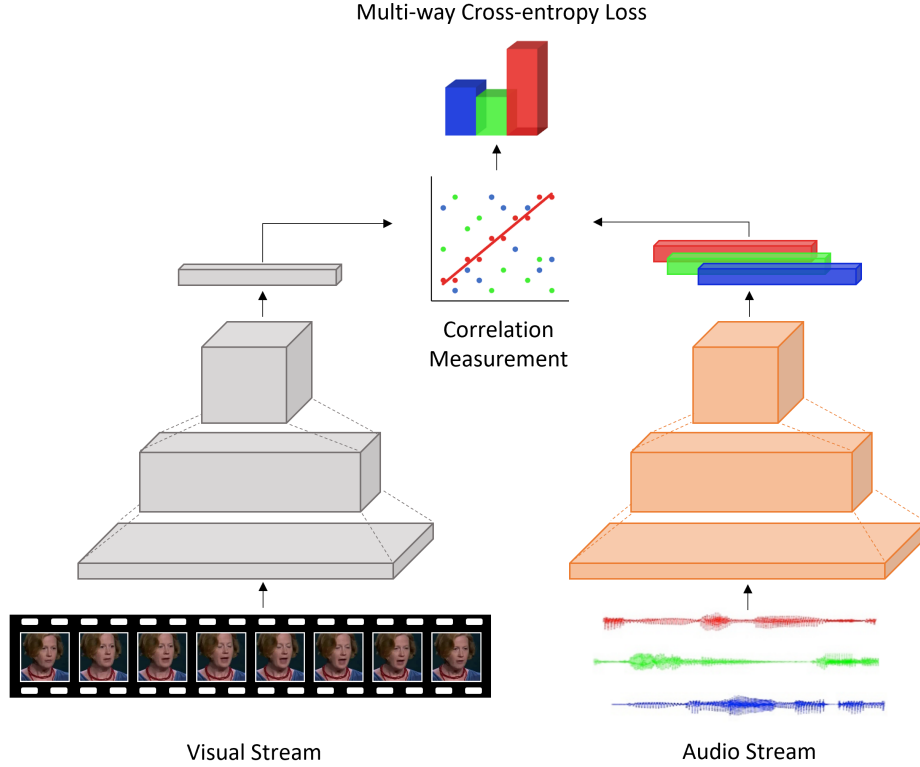 Multi-way Cross-entropy Loss
Correlation
Measurement
Visual Stream
Audio Stream